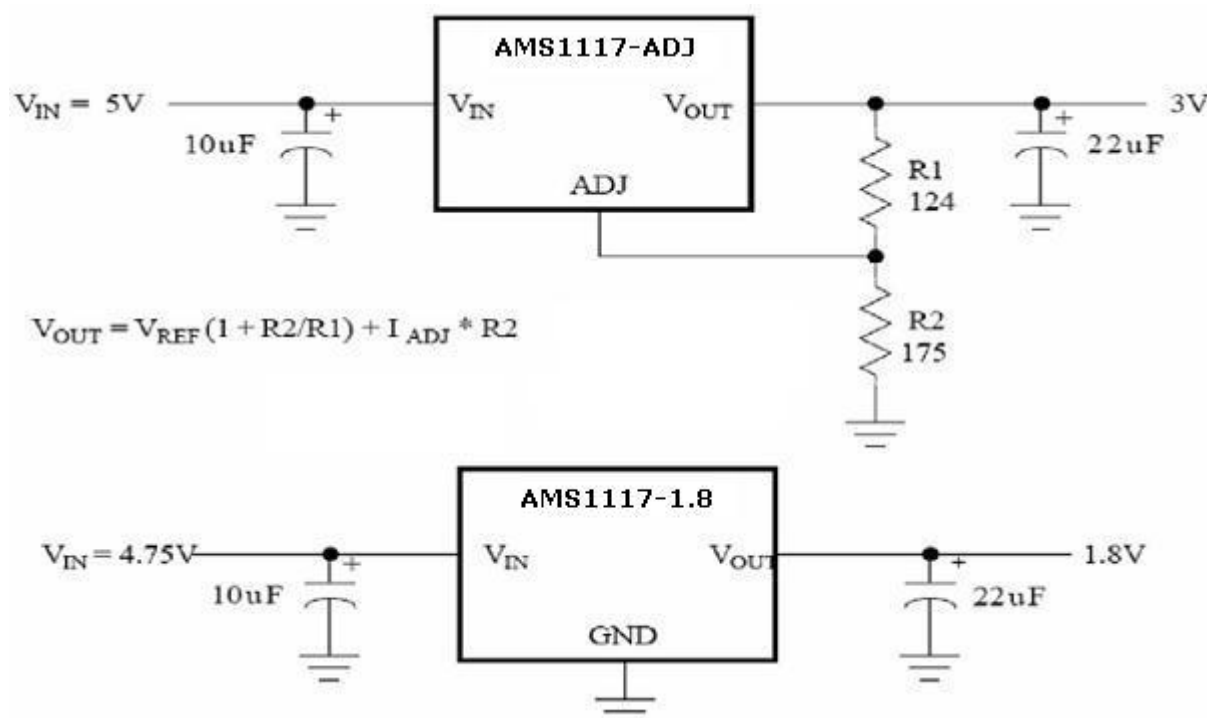 AMS1117-ADJ
VIN = 5V
VIN
VOUT
3V
+
10uF
+
22uF
ADJ
R1
124
VOUT = VREF (1 + R2/R1) + I ADJ * R2
R2
175
AMS1117-1.8
VIN = 4.75V
VIN
VOUT
1.8V
+
10uF
+
22uF
GND